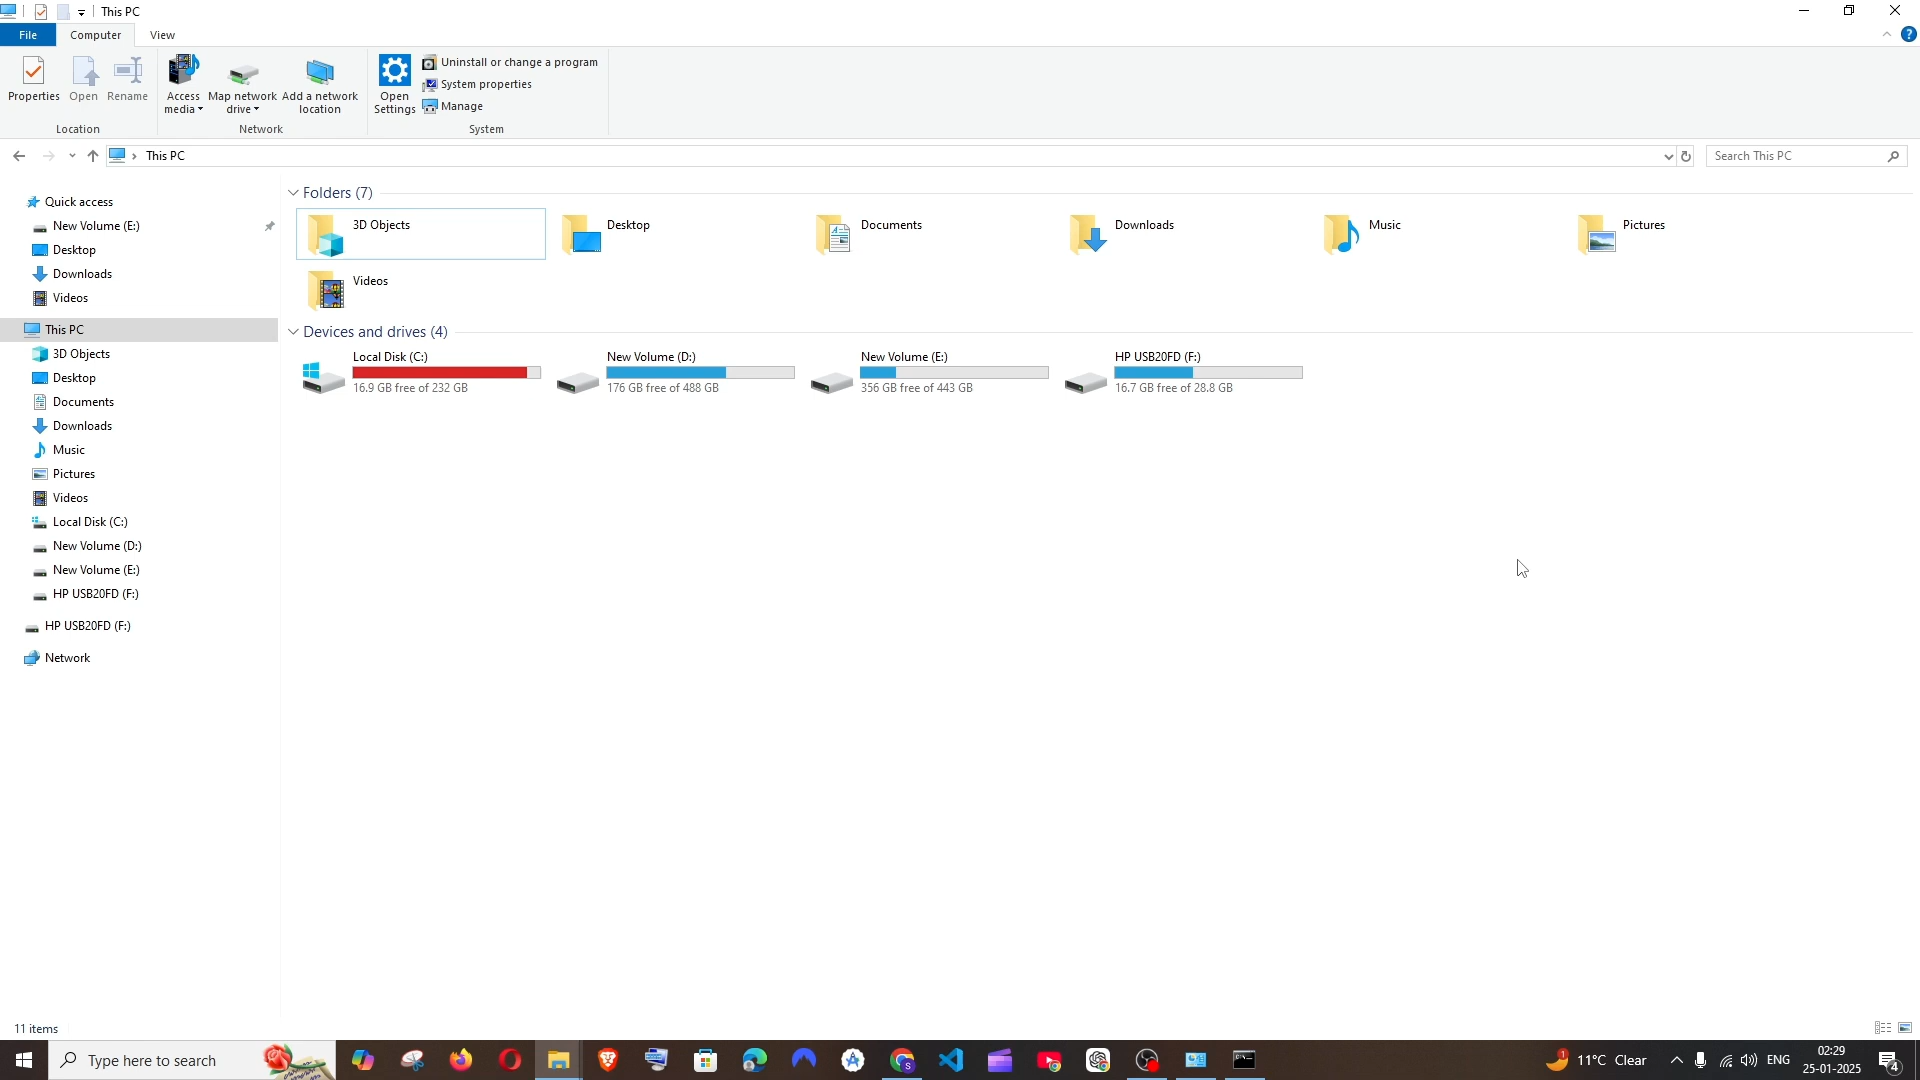 This PC
File
Computer
View
Properties
Open
Rename
Access media
Map network drive
Add a network location
Open Settings
Uninstall or change a program
System properties
Manage
Location
Network
System
This PC
Search This PC
Quick access
New Volume (E:)
Desktop
Downloads
Videos
This PC
3D Objects
Desktop
Documents
Downloads
Music
Pictures
Videos
Local Disk (C:)
New Volume (D:)
New Volume (E:)
HP USB20FD (F:)
HP USB20FD (F:)
Network
Folders (7)
3D Objects
Desktop
Documents
Downloads
Music
Pictures
Videos
Devices and drives (4)
Local Disk (C:)
16.9 GB free of 232 GB
New Volume (D:)
176 GB free of 488 GB
New Volume (E:)
356 GB free of 443 GB
HP USB20FD (F:)
16.7 GB free of 28.8 GB
11 items
Type here to search
1
11°C Clear
ENG
02:29
25-01-2025
4